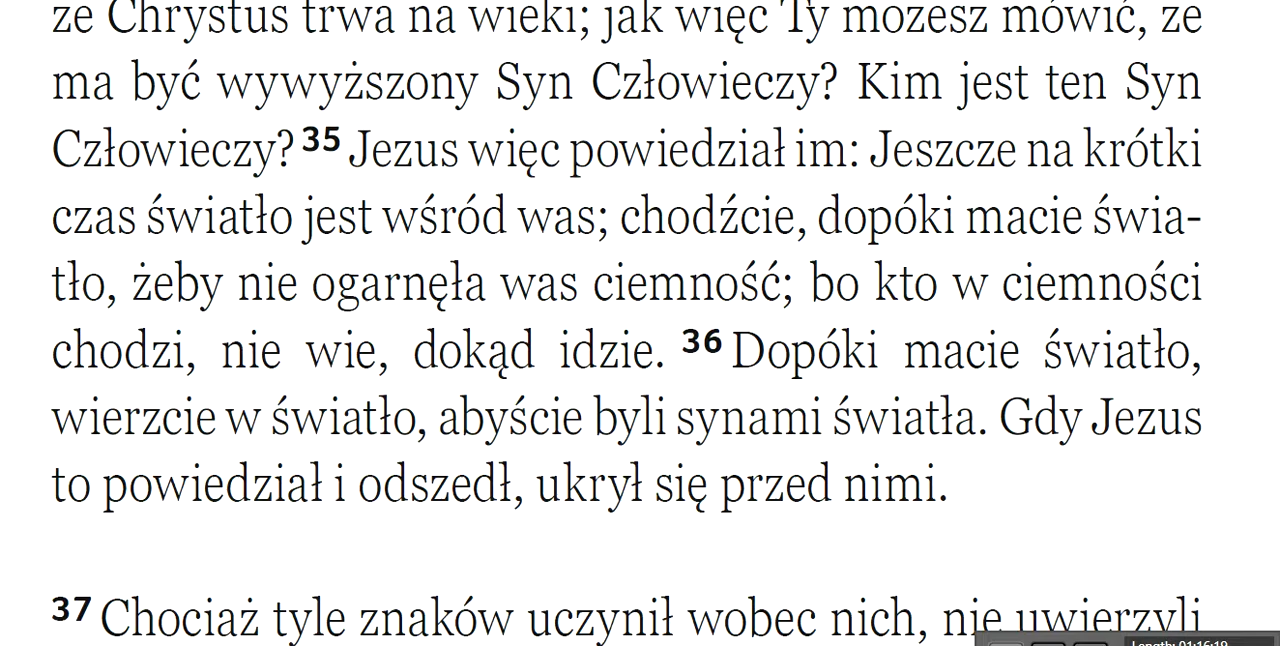 że Chrystus trwa na wieki; jak więc Ty możesz mówić, że
ma być wywyższony Syn Człowieczy? Kim jest ten Syn
Człowieczy? 35 Jezus więc powiedział im: Jeszcze na krótki
czas światło jest wśród was; chodźcie, dopóki macie świa-
tło, żeby nie ogarnęła was ciemność; bo kto w ciemności
chodzi, nie wie, dokąd idzie. 36 Dopóki macie światło,
wierzcie w światło, abyście byli synami światła. Gdy Jezus
to powiedział i odszedł, ukrył się przed nimi.
37 Chociaż tyle znaków uczynił wobec nich, nie uwierzyli
Length: 01:16:19